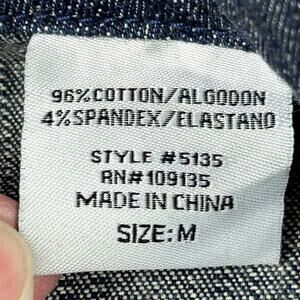 96%COTTON/ALGODON
4%SPANDEX/ELASTANO
STYLE #5135
RN#109135
MADE IN CHINA
SIZE:M